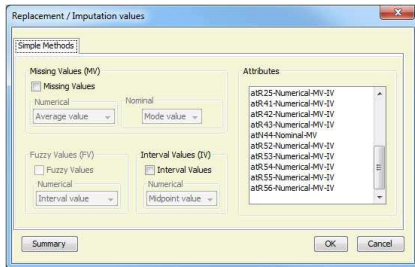 Replacement / Imputation values
Simple Methods
Missing Values (MV)
Missing Values
Numerical
Nominal
Average value
Mode value
Fuzzy Values (FV)
Fuzzy Values
Numerical
Interval value
Interval Values (IV)
Interval Values
Numerical
Midpoint value
Attributes
atR25-Numerical-MV-IV
atR41-Numerical-MV-IV
atR42-Numerical-MV-IV
atR43-Numerical-MV-IV
atN44-Nominal-MV
atR52-Numerical-MV-IV
atR53-Numerical-MV-IV
atR54-Numerical-MV-IV
atR55-Numerical-MV-IV
atR56-Numerical-MV-IV
Summary
OK
Cancel